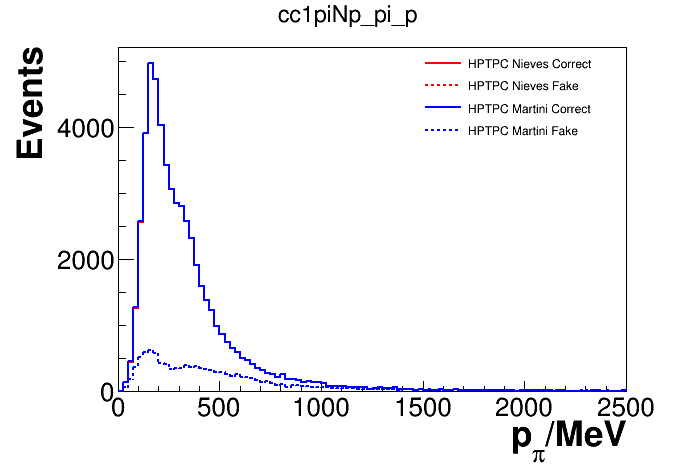 cc1piNp_pi_p
Events
HPTPC Nieves Correct
HPTPC Nieves Fake
HPTPC Martini Correct
HPTPC Martini Fake
4000
2000
0
0 500 1000 1500 2000 2500
pπ/MeV